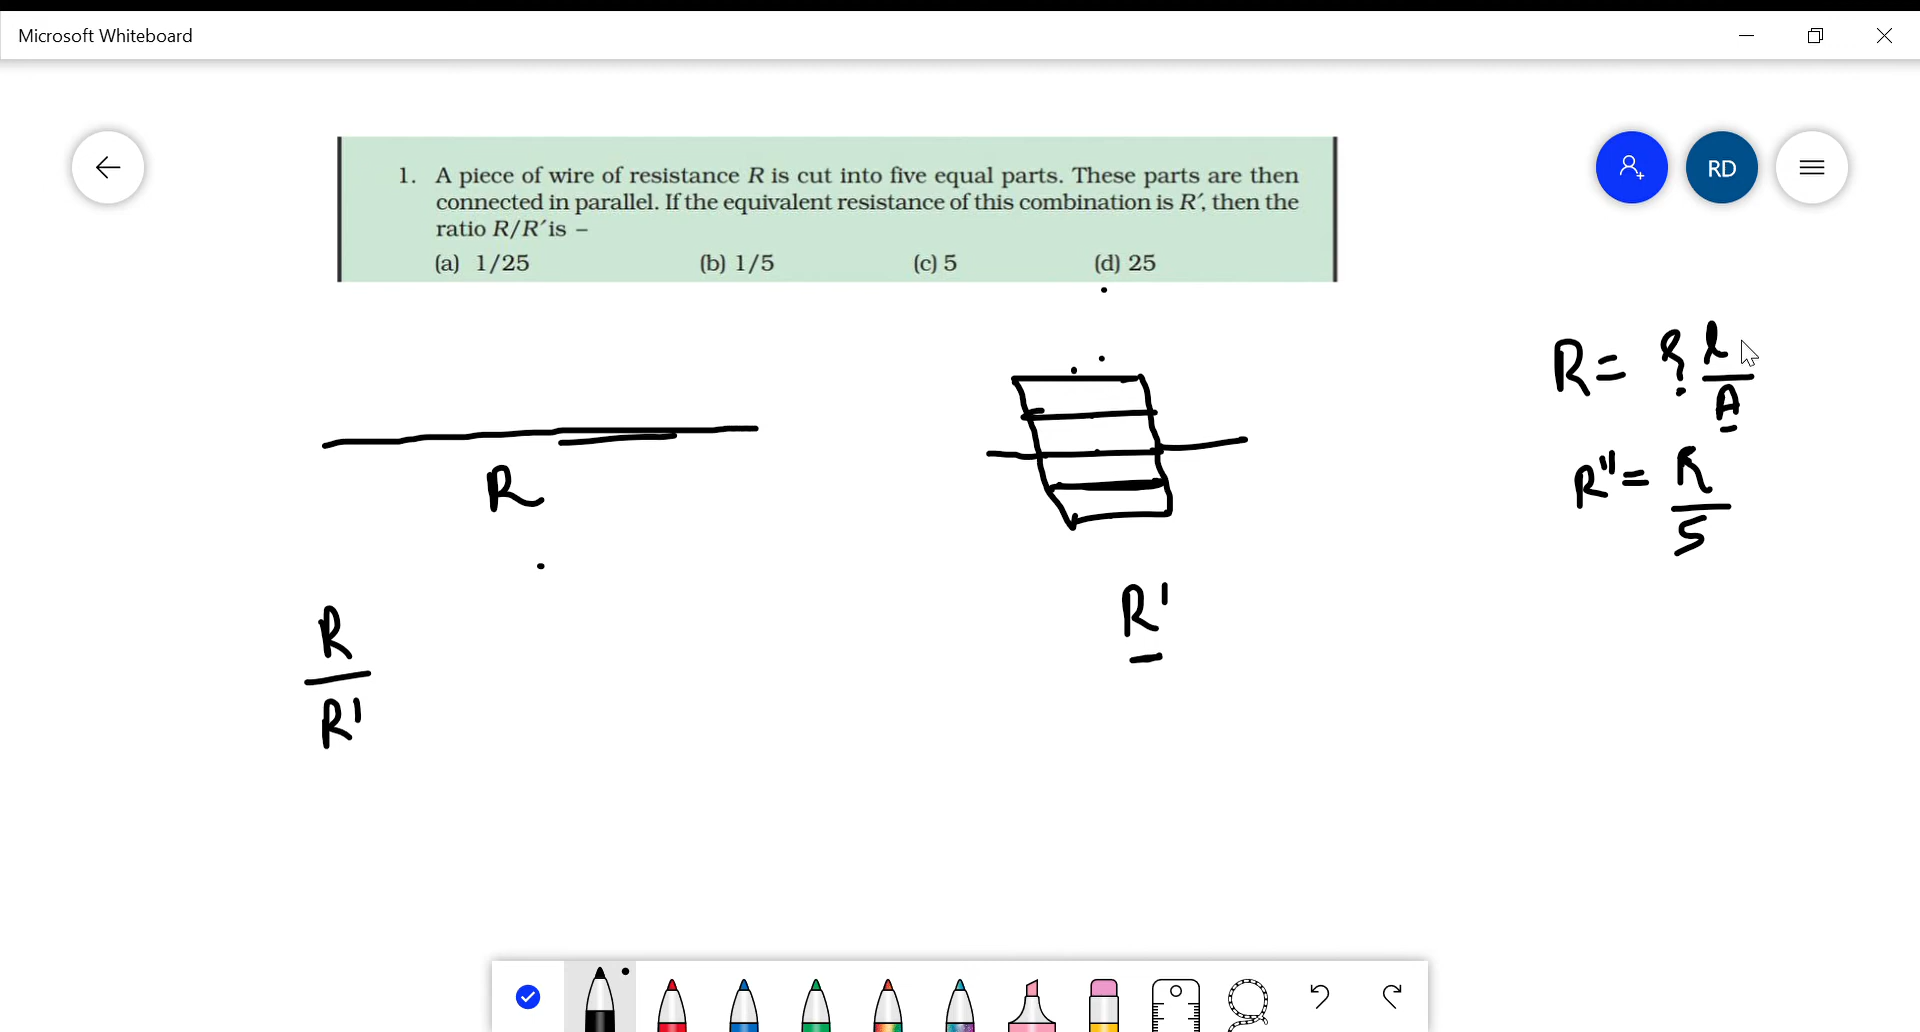 Microsoft Whiteboard
RD
1. A piece of wire of resistance R is cut into five equal parts. These parts are then
connected in parallel. If the equivalent resistance of this combination is R′, then the
ratio R/R′ is –
(a) 1/25 (b) 1/5 (c) 5 (d) 25
R = ρ l/A
R'' = R/5
R
R'
R/R'